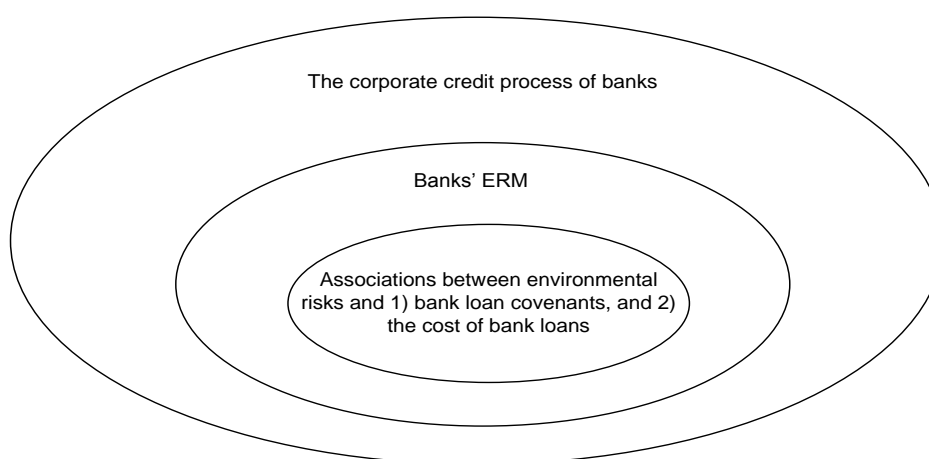 The corporate credit process of banks
Banks’ ERM
Associations between environmental
risks and 1) bank loan covenants, and 2)
the cost of bank loans